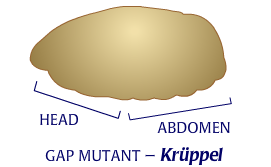 HEAD
ABDOMEN
GAP MUTANT – Krüppel